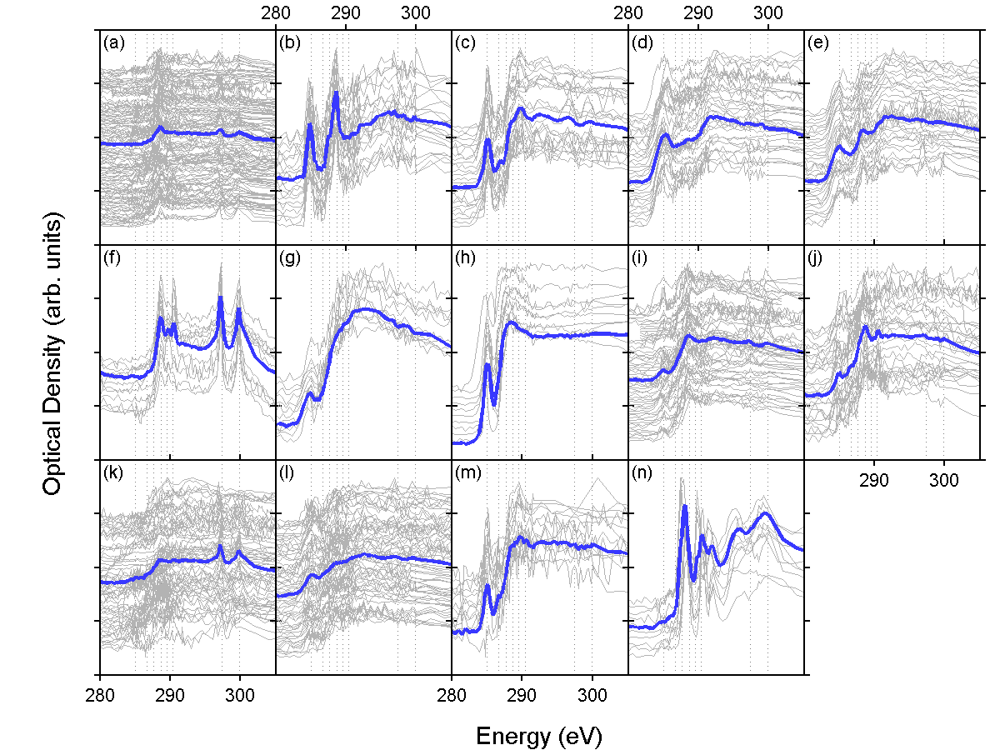 280 290 300 280 290 300
(a) (b) (c) (d) (e)
(f) (g) (h) (i) (j)
Optical Density (arb. units)
(k) (l) (m) (n)
290 300
280 290 300 280 290 300
Energy (eV)